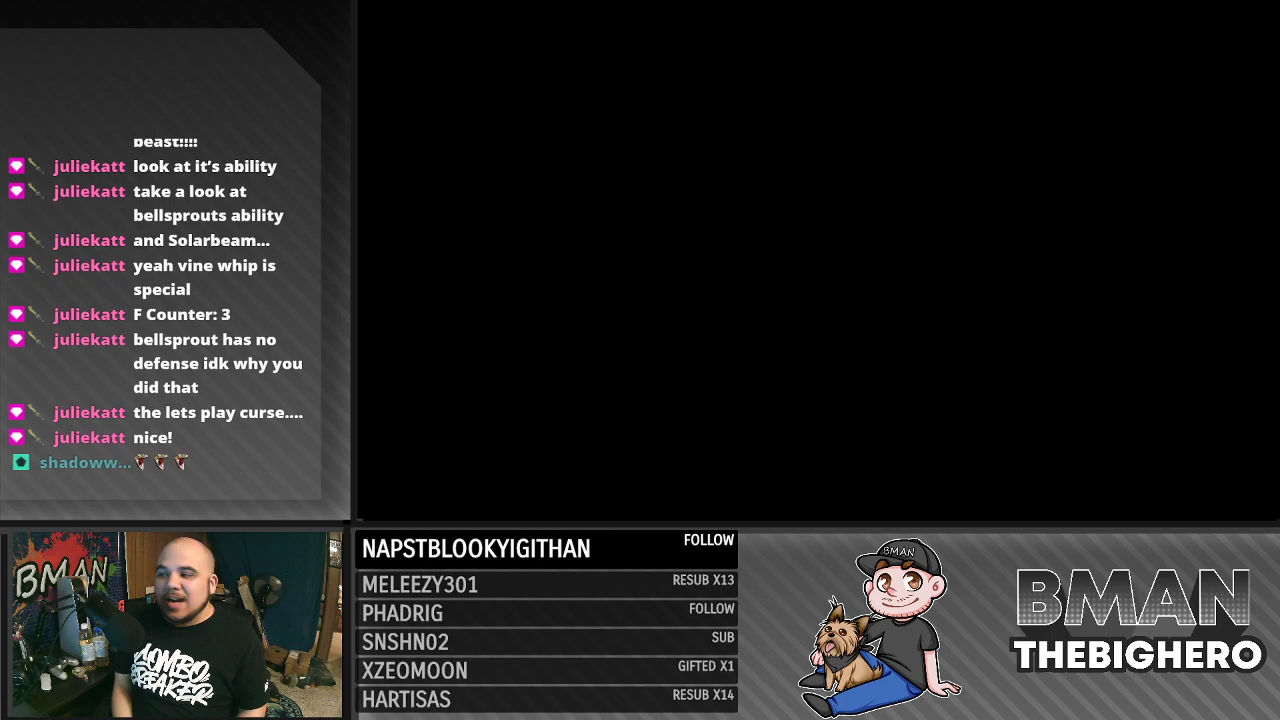 beast!!!!
juliekatt look at it's ability
juliekatt take a look at
bellsprouts ability
juliekatt and Solarbeam...
juliekatt yeah vine whip is
special
juliekatt F Counter: 3
juliekatt bellsprout has no
defense idk why you
did that
juliekatt the lets play curse....
juliekatt nice!
shadoww...
BMAN
COMBO
BREAKER
NAPSTBLOOKYIGITHAN FOLLOW
MELEEZY301 RESUB X13
PHADRIG FOLLOW
SNSHN02 SUB
XZEOMOON GIFTED X1
HARTISAS RESUB X14
BMAN
BMAN
THEBIGHERO